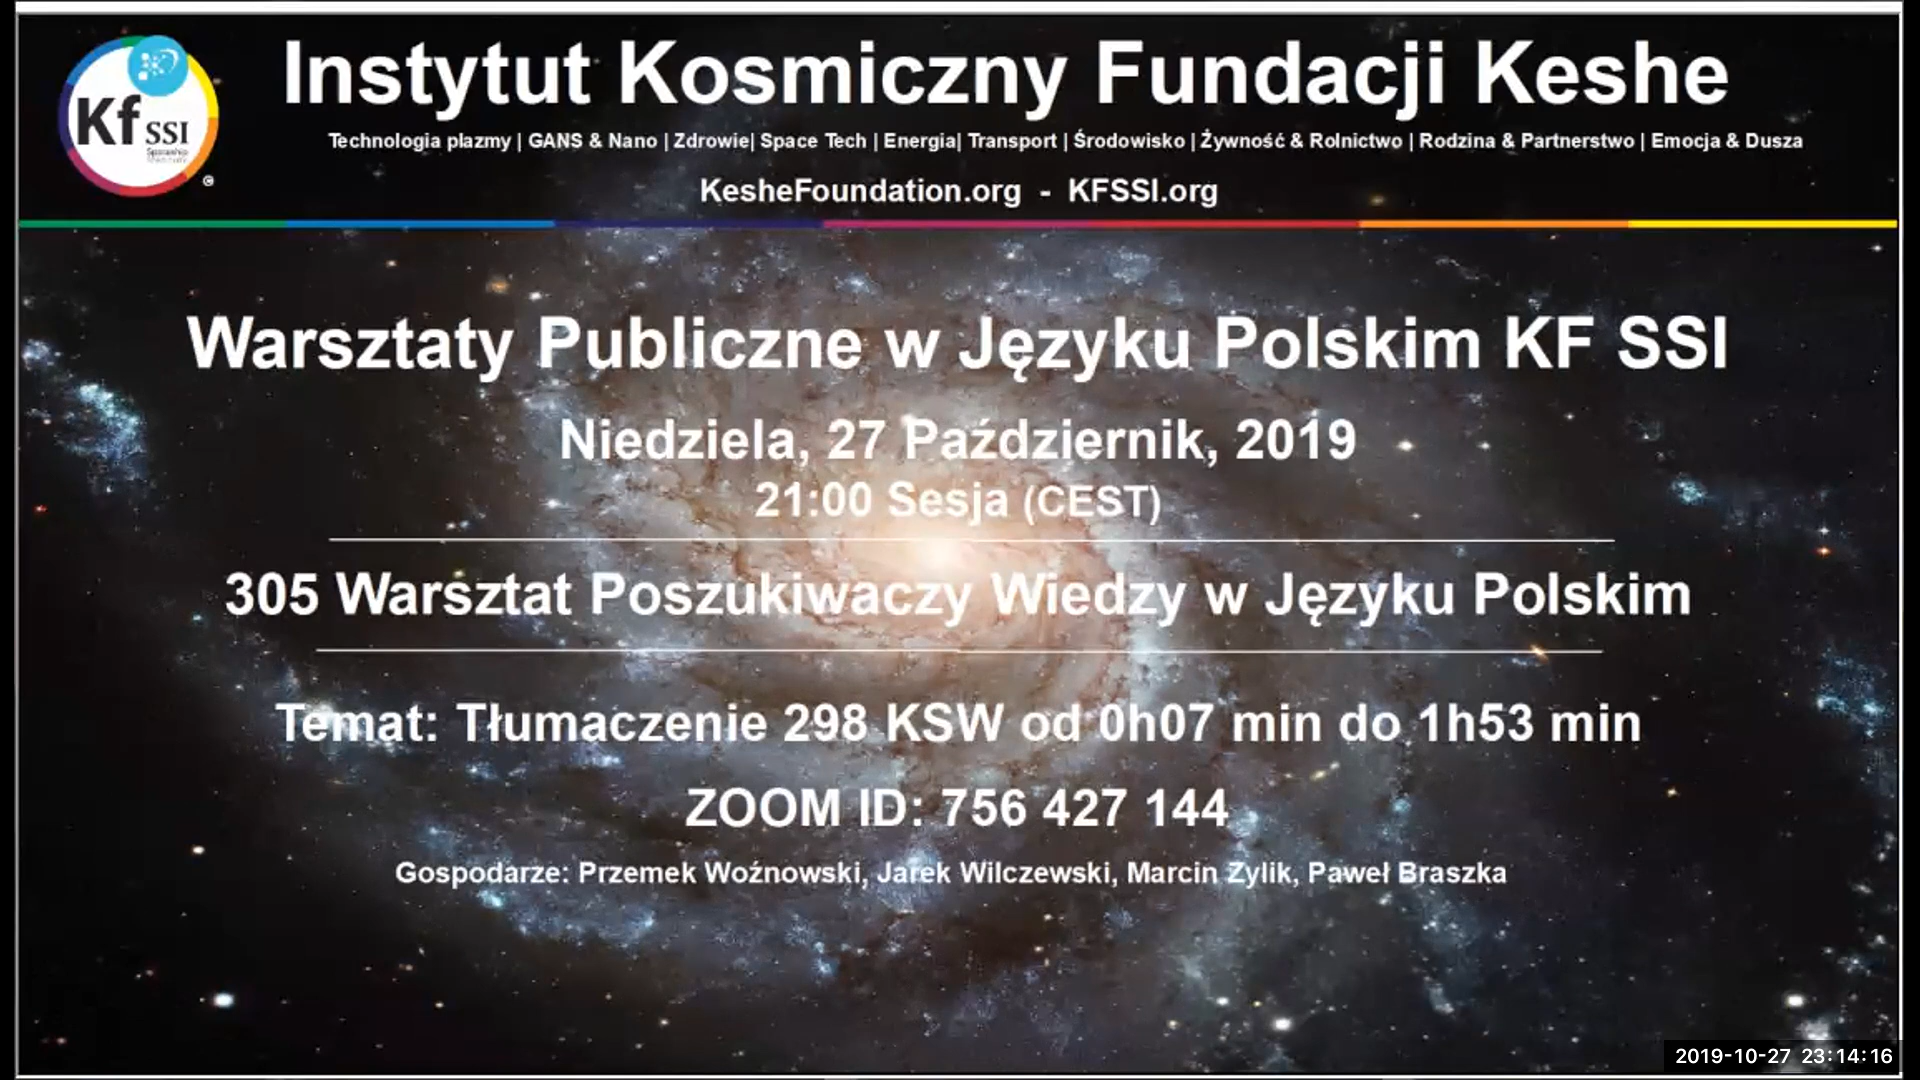 Instytut Kosmiczny Fundacji Keshe
Technologia plazmy | GANS & Nano | Zdrowie| Space Tech | Energia| Transport | Środowisko | Żywność & Rolnictwo | Rodzina & Partnerstwo | Emocja & Dusza
KesheFoundation.org - KFSSI.org
Kf SSI
©
Warsztaty Publiczne w Języku Polskim KF SSI
Niedziela, 27 Październik, 2019
21:00 Sesja (CEST)
305 Warsztat Poszukiwaczy Wiedzy w Języku Polskim
Temat: Tłumaczenie 298 KSW od 0h07 min do 1h53 min
ZOOM ID: 756 427 144
Gospodarze: Przemek Woźnowski, Jarek Wilczewski, Marcin Zylik, Paweł Braszka
2019-10-27 23:14:16